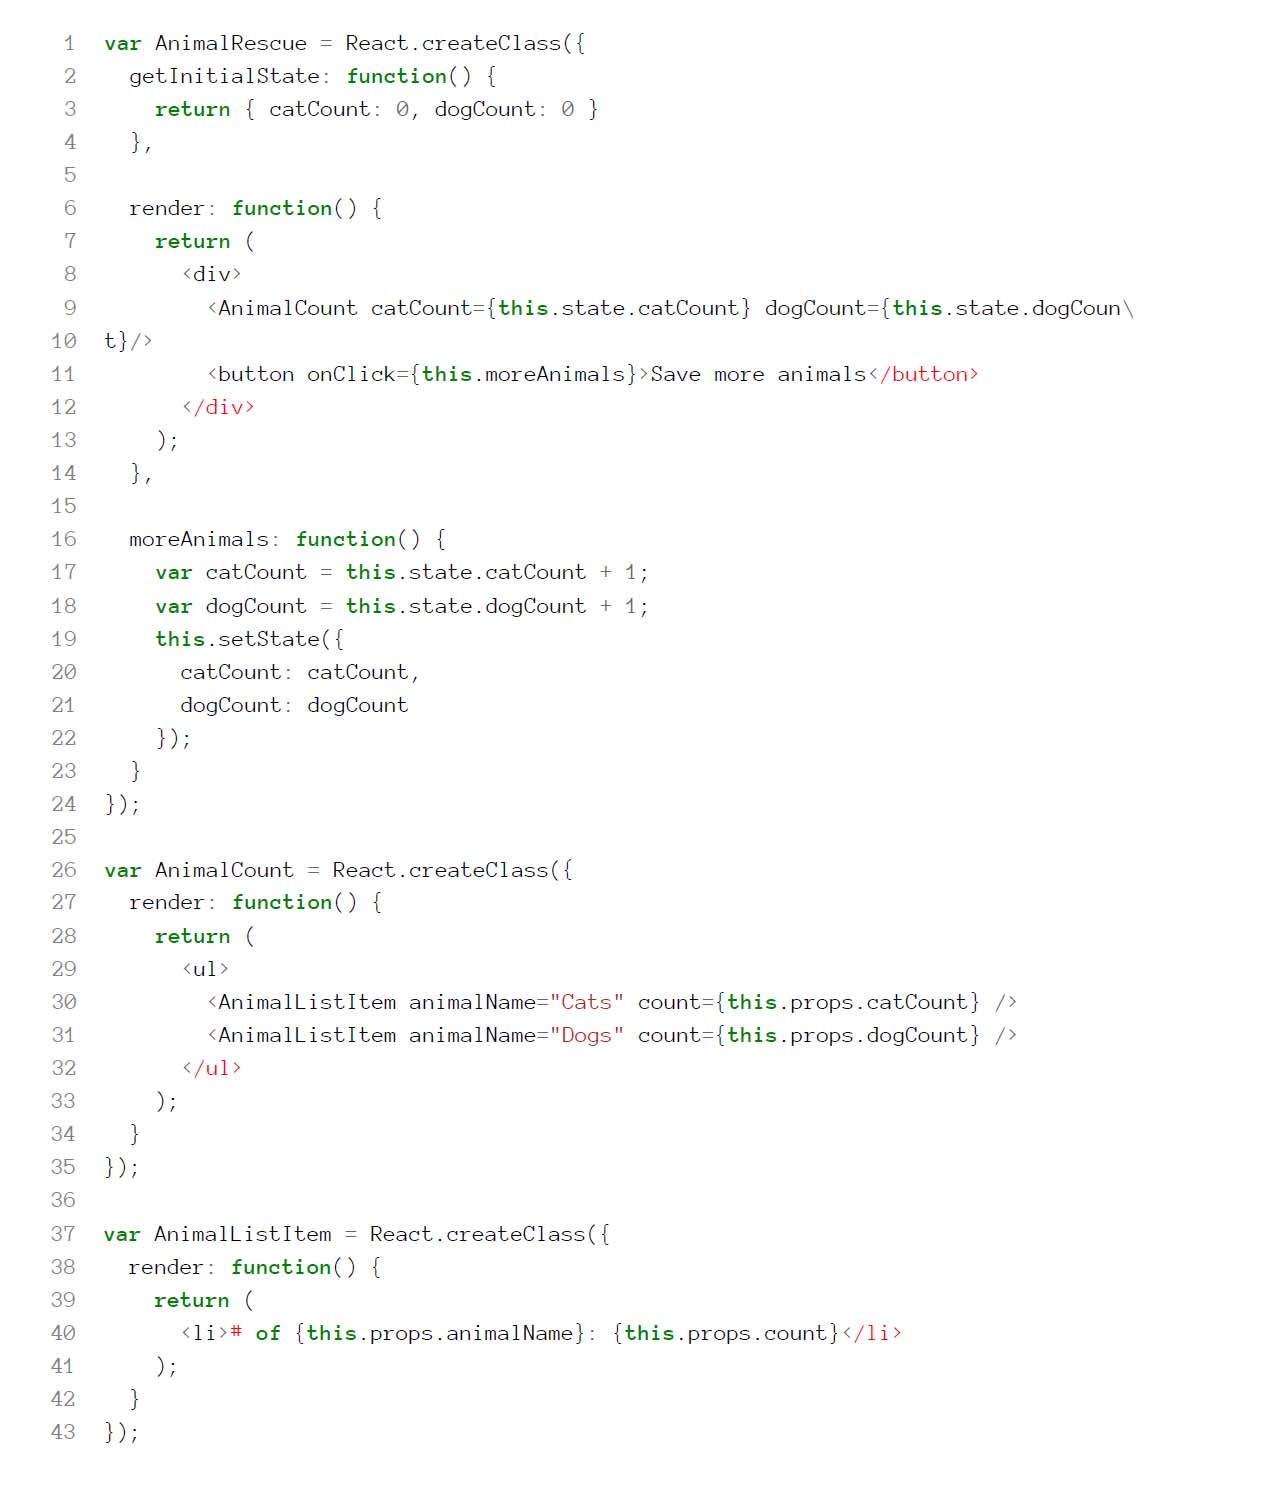 1 var AnimalRescue = React.createClass({
2   getInitialState: function() {
3     return { catCount: 0, dogCount: 0 }
4   },
5
6   render: function() {
7     return (
8       <div>
9         <AnimalCount catCount={this.state.catCount} dogCount={this.state.dogCoun\
10 t}/>
11         <button onClick={this.moreAnimals}>Save more animals</button>
12       </div>
13     );
14   },
15
16   moreAnimals: function() {
17     var catCount = this.state.catCount + 1;
18     var dogCount = this.state.dogCount + 1;
19     this.setState({
20       catCount: catCount,
21       dogCount: dogCount
22     });
23   }
24 });
25
26 var AnimalCount = React.createClass({
27   render: function() {
28     return (
29       <ul>
30         <AnimalListItem animalName="Cats" count={this.props.catCount} />
31         <AnimalListItem animalName="Dogs" count={this.props.dogCount} />
32       </ul>
33     );
34   }
35 });
36
37 var AnimalListItem = React.createClass({
38   render: function() {
39     return (
40       <li># of {this.props.animalName}: {this.props.count}</li>
41     );
42   }
43 });